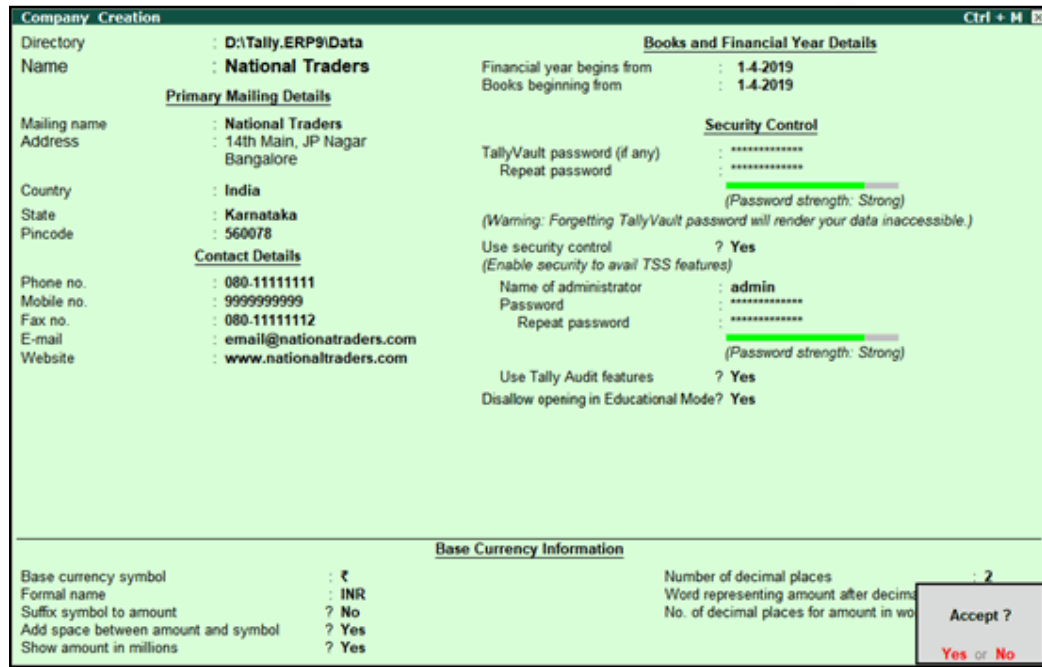 Company Creation Ctrl + M
Directory : D:\Tally.ERP9\Data
Name : National Traders
Primary Mailing Details
Mailing name : National Traders
Address : 14th Main, JP Nagar
Bangalore
Country : India
State : Karnataka
Pincode : 560078
Contact Details
Phone no. : 080-11111111
Mobile no. : 9999999999
Fax no. : 080-11111112
E-mail : email@nationatraders.com
Website : www.nationaltraders.com
Books and Financial Year Details
Financial year begins from : 1-4-2019
Books beginning from : 1-4-2019
Security Control
TallyVault password (if any) : *************
Repeat password : *************
(Password strength: Strong)
(Warning: Forgetting TallyVault password will render your data inaccessible.)
Use security control ? Yes
(Enable security to avail TSS features)
Name of administrator : admin
Password : *************
Repeat password : *************
(Password strength: Strong)
Use Tally Audit features ? Yes
Disallow opening in Educational Mode? Yes
Base Currency Information
Base currency symbol : ₹
Formal name : INR
Suffix symbol to amount ? No
Add space between amount and symbol ? Yes
Show amount in millions ? Yes
Number of decimal places : 2
Word representing amount after
No. of decimal places for amount in
Accept ?
Yes or No